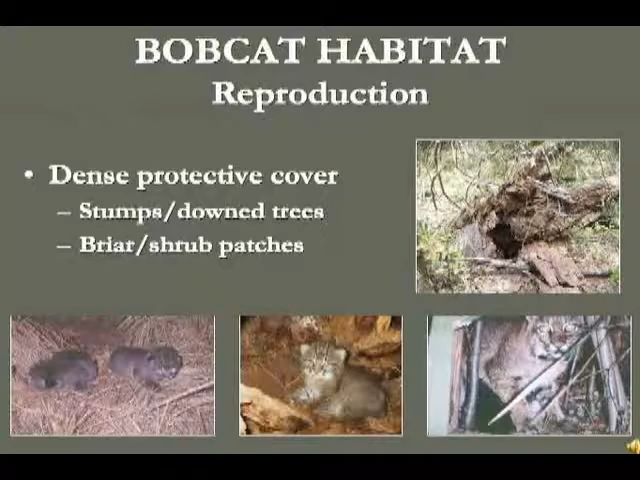 BOBCAT HABITAT
Reproduction
• Dense protective cover
– Stumps/downed trees
– Briar/shrub patches